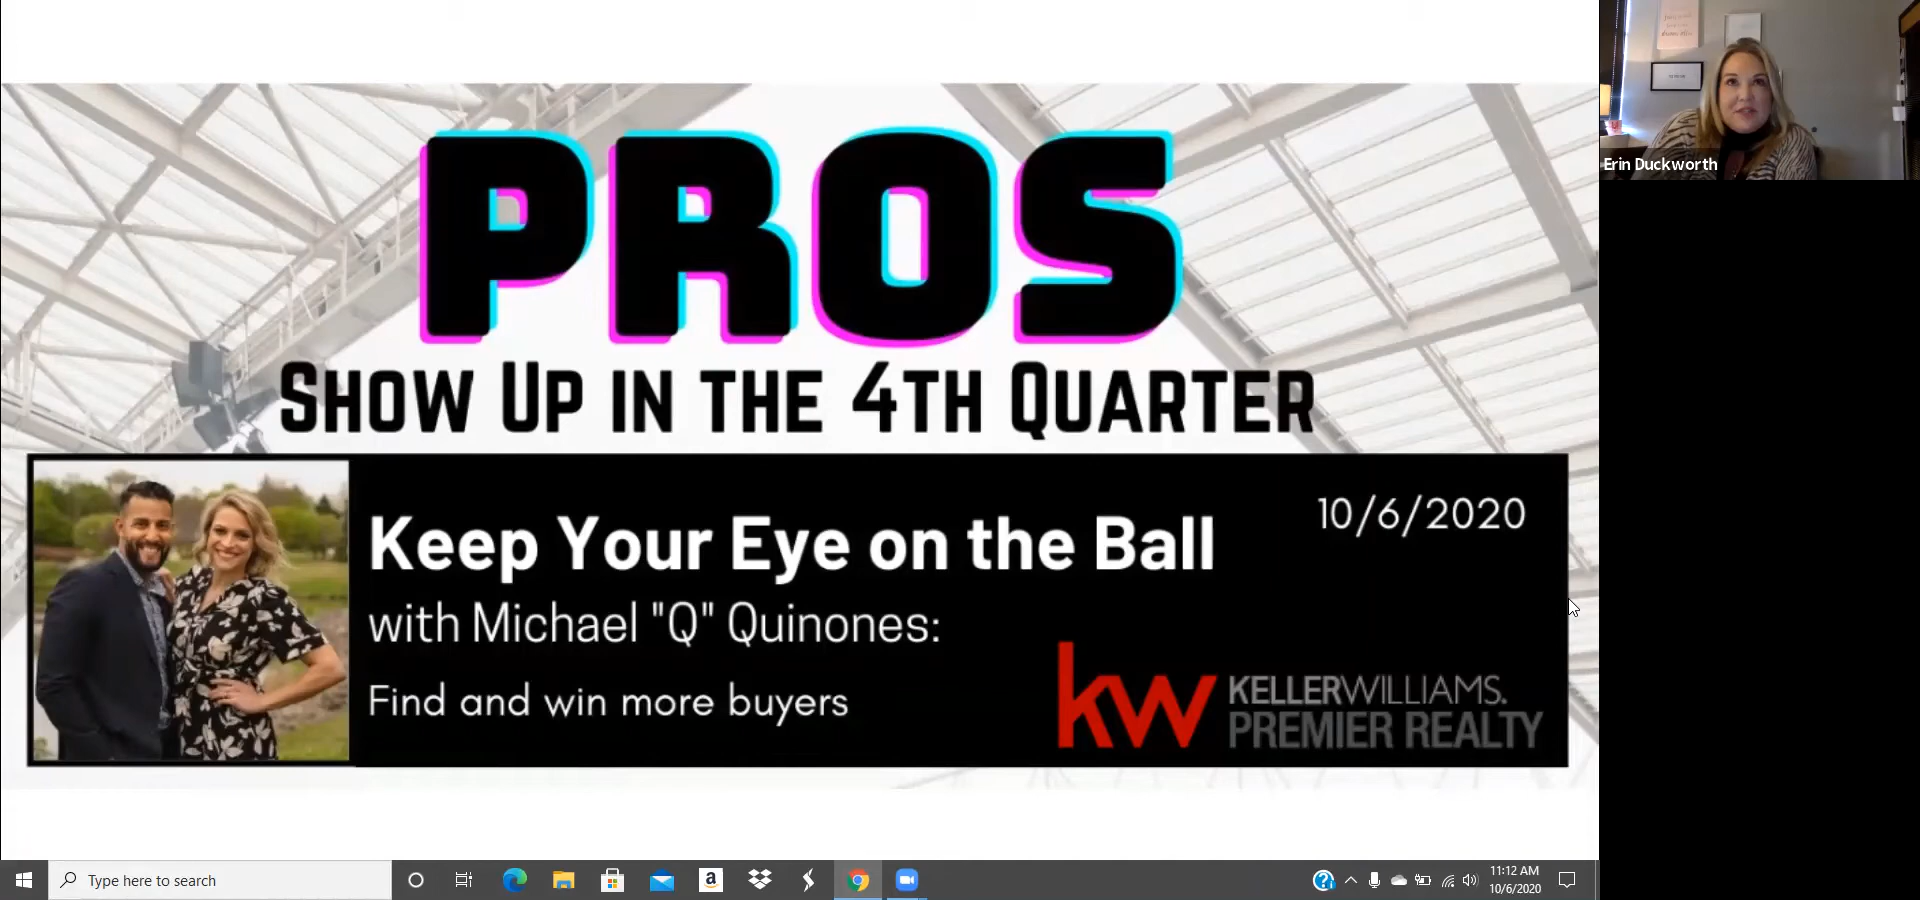 PROS
SHOW UP IN THE 4TH QUARTER
Keep Your Eye on the Ball
10/6/2020
with Michael "Q" Quinones:
Find and win more buyers
kw KELLERWILLIAMS.
PREMIER REALTY
Erin Duckworth
Type here to search
a
11:12 AM
10/6/2020